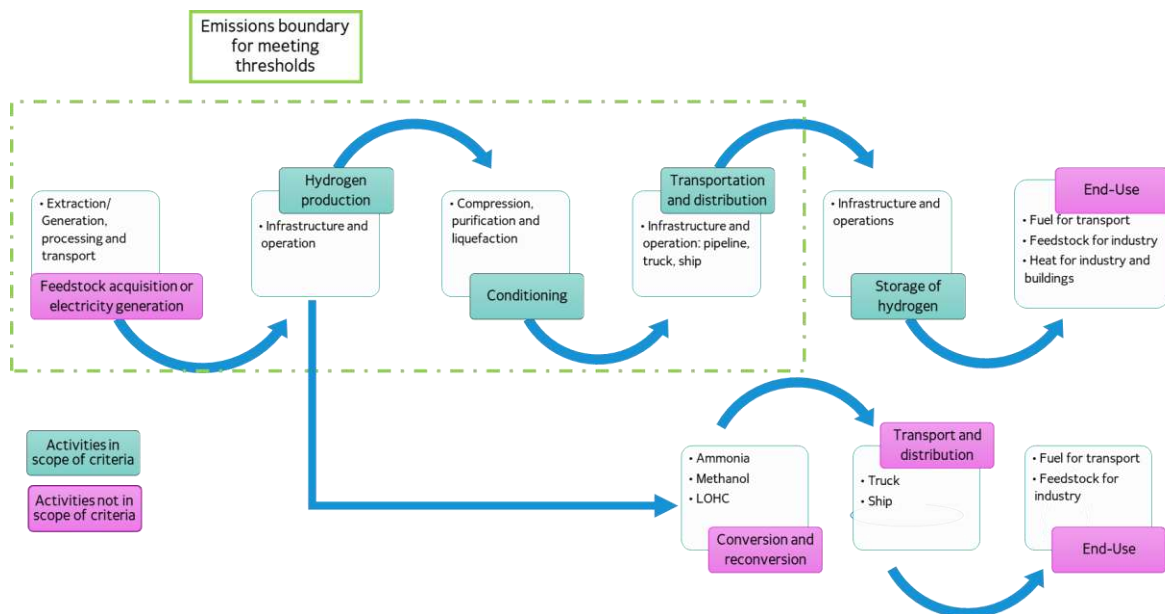 Emissions boundary
for meeting
thresholds
• Extraction/
Generation,
processing and
transport
Feedstock acquisition or
electricity generation
Hydrogen
production
• Infrastructure and
operation
• Compression,
purification and
liquefaction
Conditioning
Transportation
and distribution
• Infrastructure and
operation: pipeline,
truck, ship
• Infrastructure and
operations
Storage of
hydrogen
End-Use
• Fuel for transport
• Feedstock for industry
• Heat for industry and
buildings
Activities in
scope of criteria
Activities not in
scope of criteria
• Ammonia
• Methanol
• LOHC
Conversion and
reconversion
Transport and
distribution
• Truck
• Ship
• Fuel for transport
• Feedstock for
industry
End-Use